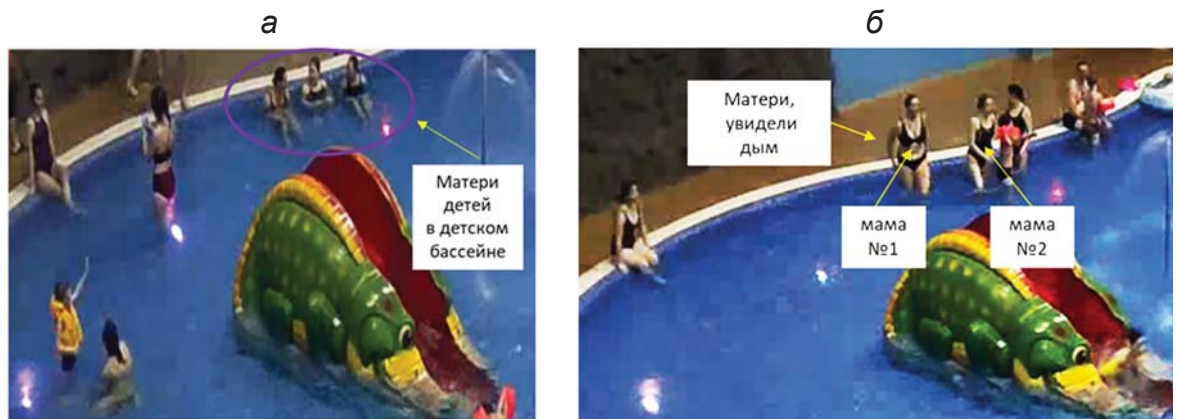 а
б
Матери
детей
в детском
бассейне
Матери,
увидели
дым
мама
№1
мама
№2